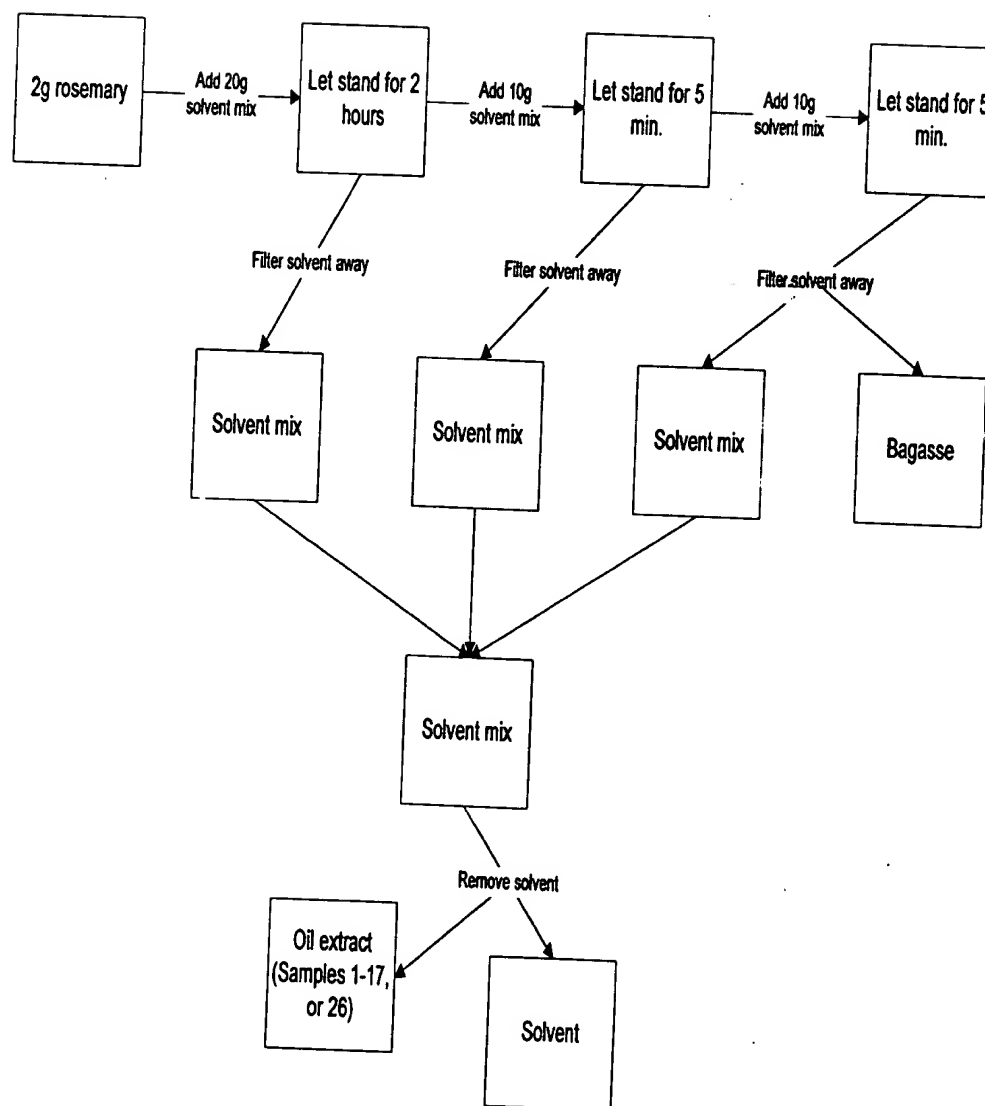 2g rosemary
Add 20g
solvent mix
Let stand for 2
hours
Add 10g
solvent mix
Let stand for 5
min.
Add 10g
solvent mix
Let stand for 5
min.
Filter solvent away
Filter solvent away
Filter solvent away
Solvent mix
Solvent mix
Solvent mix
Bagasse
Solvent mix
Remove solvent
Oil extract
(Samples 1-17,
or 26)
Solvent